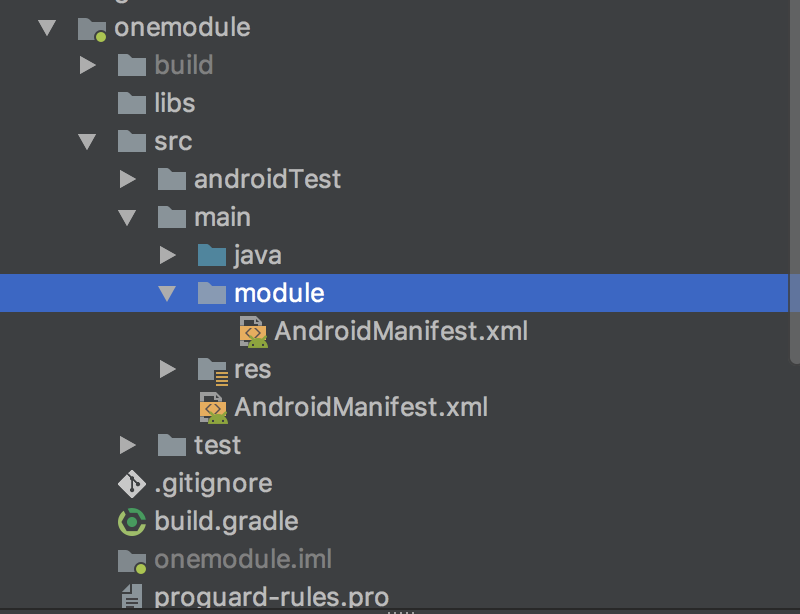 onemodule
build
libs
src
androidTest
main
java
module
AndroidManifest.xml
res
AndroidManifest.xml
test
.gitignore
build.gradle
onemodule.iml
proguard-rules.pro